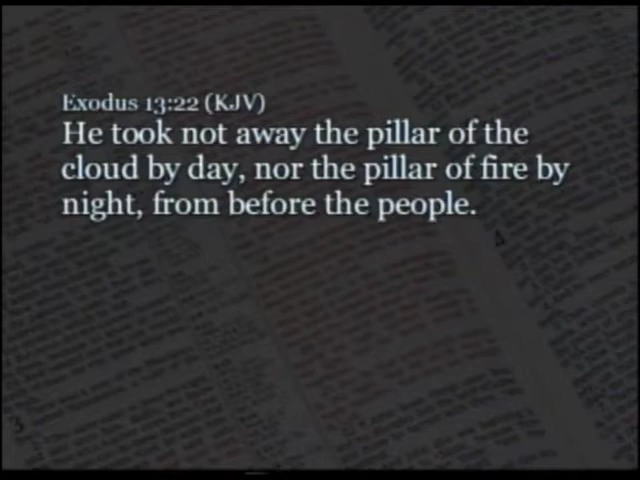 Exodus 13:22 (KJV)
He took not away the pillar of the
cloud by day, nor the pillar of fire by
night, from before the people.